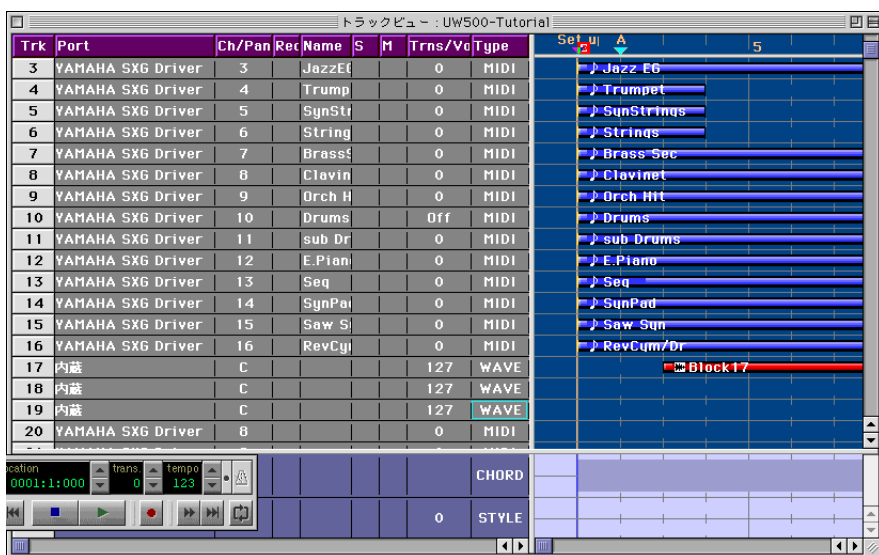 トラックビュー : UW500-Tutorial
Trk Port Ch/Pan Rec Name S M Trns/Vo Type Set u A 5
3 YAMAHA SXG Driver 3 JazzEG 0 MIDI Jazz EG
4 YAMAHA SXG Driver 4 Trump 0 MIDI Trumpet
5 YAMAHA SXG Driver 5 SynStr 0 MIDI SynStrings
6 YAMAHA SXG Driver 6 String 0 MIDI Strings
7 YAMAHA SXG Driver 7 BrassS 0 MIDI Brass Sec
8 YAMAHA SXG Driver 8 Clavin 0 MIDI Clavinet
9 YAMAHA SXG Driver 9 Orch H 0 MIDI Orch Hit
10 YAMAHA SXG Driver 10 Drums Off MIDI Drums
11 YAMAHA SXG Driver 11 sub Dr 0 MIDI sub Drums
12 YAMAHA SXG Driver 12 E.Pian 0 MIDI E.Piano
13 YAMAHA SXG Driver 13 Seq 0 MIDI Seq
14 YAMAHA SXG Driver 14 SynPad 0 MIDI SynPad
15 YAMAHA SXG Driver 15 Saw S 0 MIDI Saw Syn
16 YAMAHA SXG Driver 16 RevCym 0 MIDI RevCym/Dr
17 内蔵 C 127 WAVE Block17
18 内蔵 C 127 WAVE
19 内蔵 C 127 WAVE
20 YAMAHA SXG Driver 8 0 MIDI
ocation trans. tempo
0001:1:000 0 123
CHORD
0 STYLE